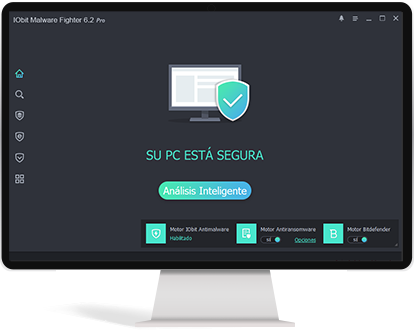 IObit Malware Fighter 6.2 Pro
SU PC ESTÁ SEGURA
Análisis Inteligente
Motor IObit Antimalware
Habilitado
Motor Antiransomware
sí
Opciones
Motor Bitdefender
sí